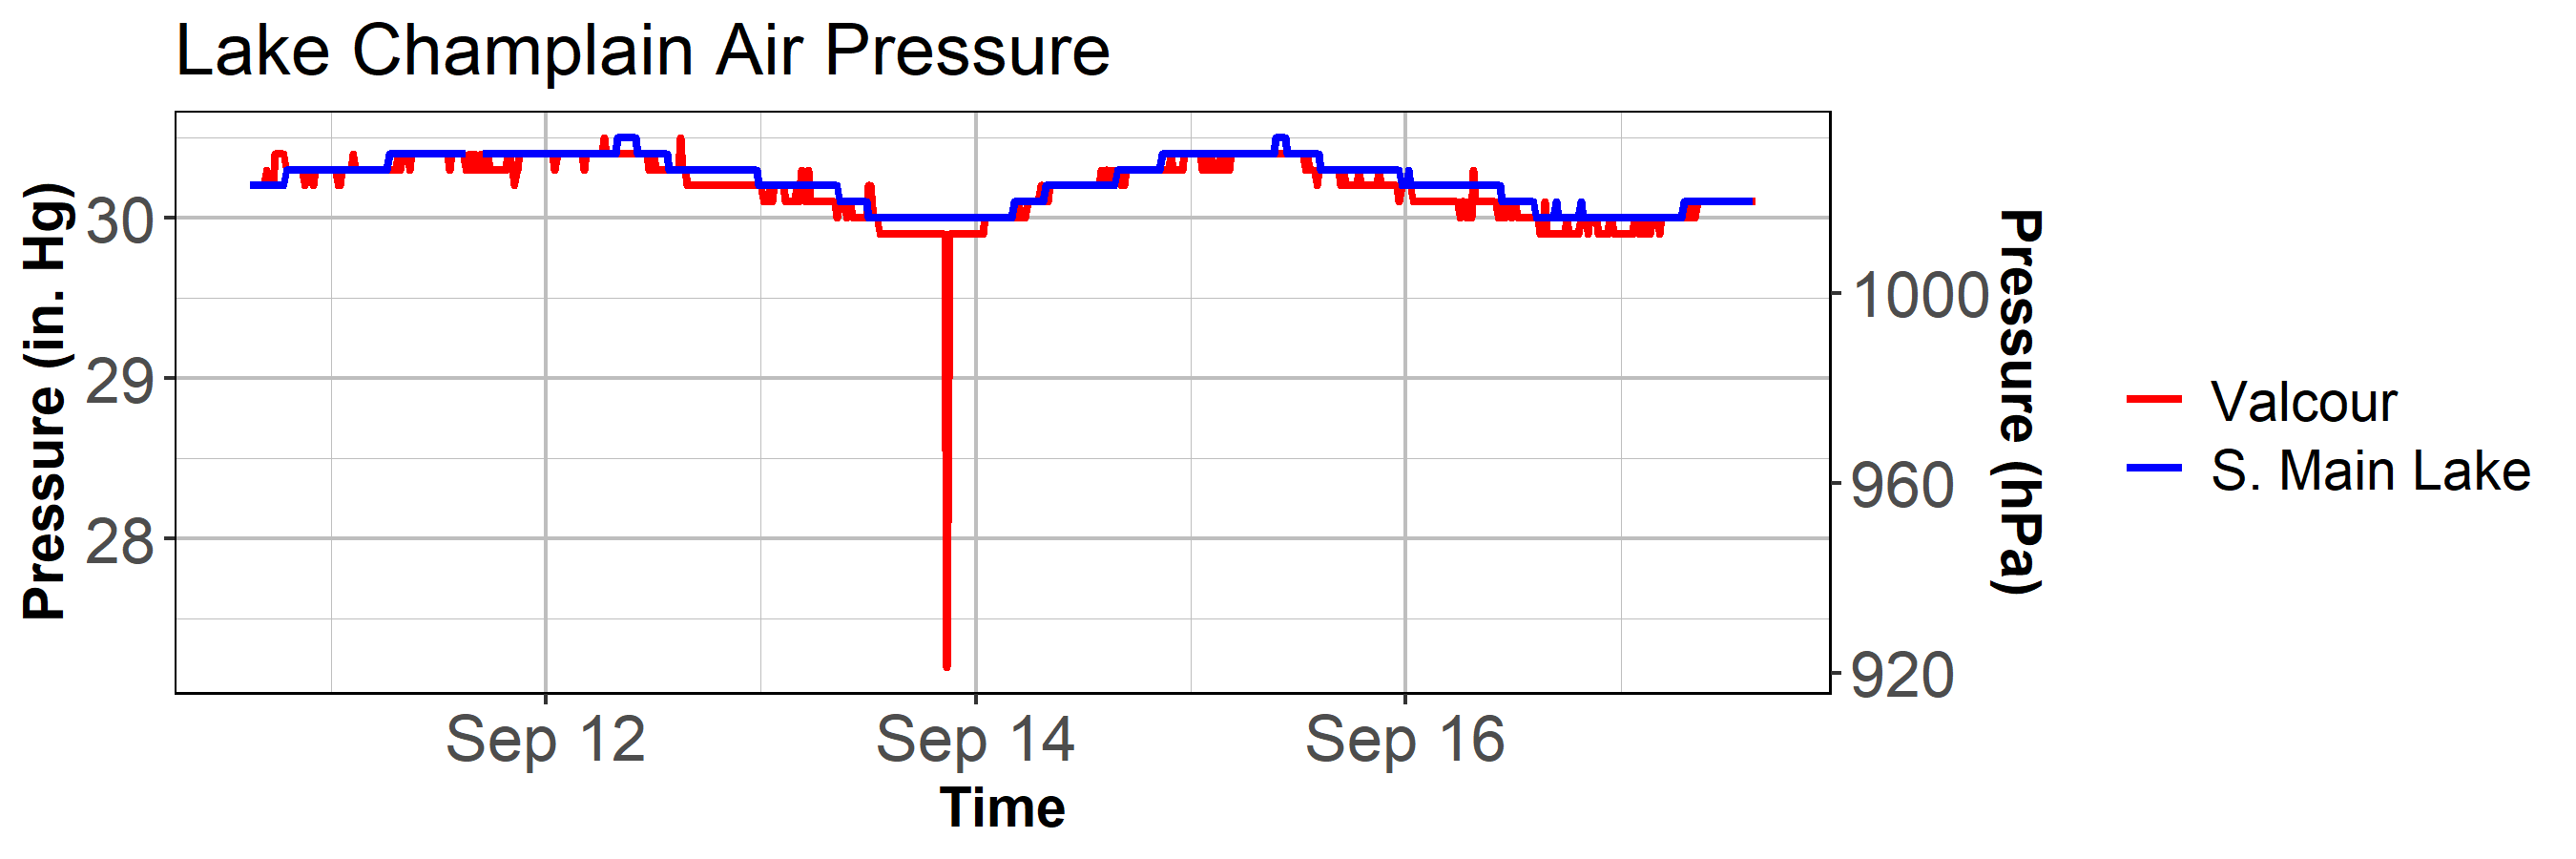 Lake Champlain Air Pressure
Pressure (in. Hg)
30
29
28
1000
960
920
Pressure (hPa)
Sep 12
Sep 14
Sep 16
Time
Valcour
S. Main Lake